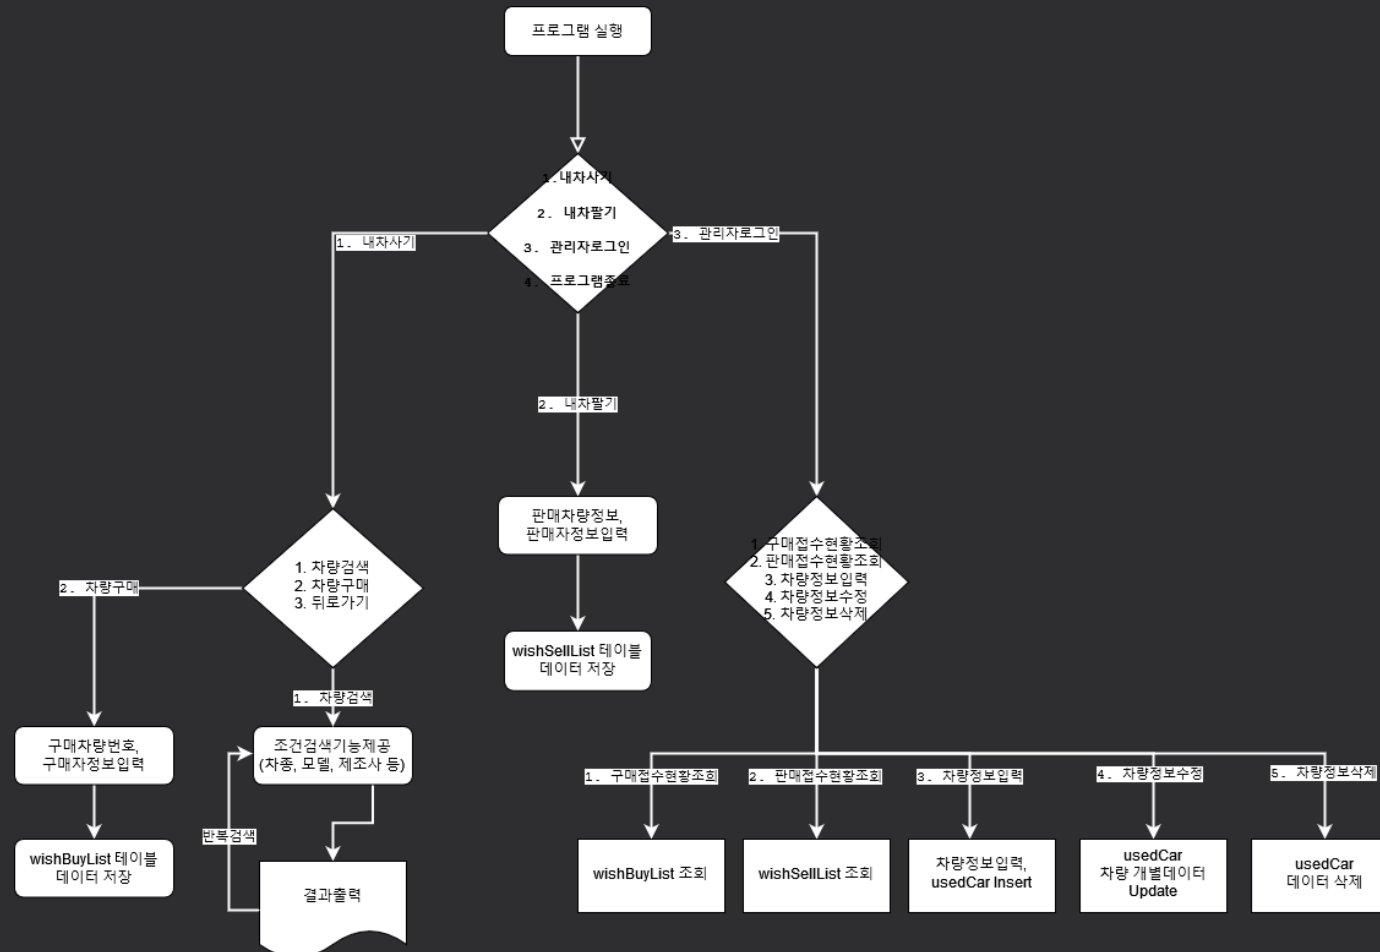 프로그램 실행
1.내차사기
2. 내차팔기
3. 관리자로그인
4. 프로그램종료
1. 내차사기
3. 관리자로그인
2. 내차팔기
판매차량정보,
판매자정보입력
wishSellList 테이블
데이터 저장
1. 차량검색
2. 차량구매
3. 뒤로가기
2. 차량구매
1. 차량검색
구매차량번호,
구매자정보입력
wishBuyList 테이블
데이터 저장
조건검색기능제공
(차종, 모델, 제조사 등)
반복검색
결과출력
1. 구매접수현황조회
2. 판매접수현황조회
3. 차량정보입력
4. 차량정보수정
5. 차량정보삭제
1. 구매접수현황조회
2. 판매접수현황조회
3. 차량정보입력
4. 차량정보수정
5. 차량정보삭제
wishBuyList 조회
wishSellList 조회
차량정보입력,
usedCar Insert
usedCar
차량 개별데이터
Update
usedCar
데이터 삭제